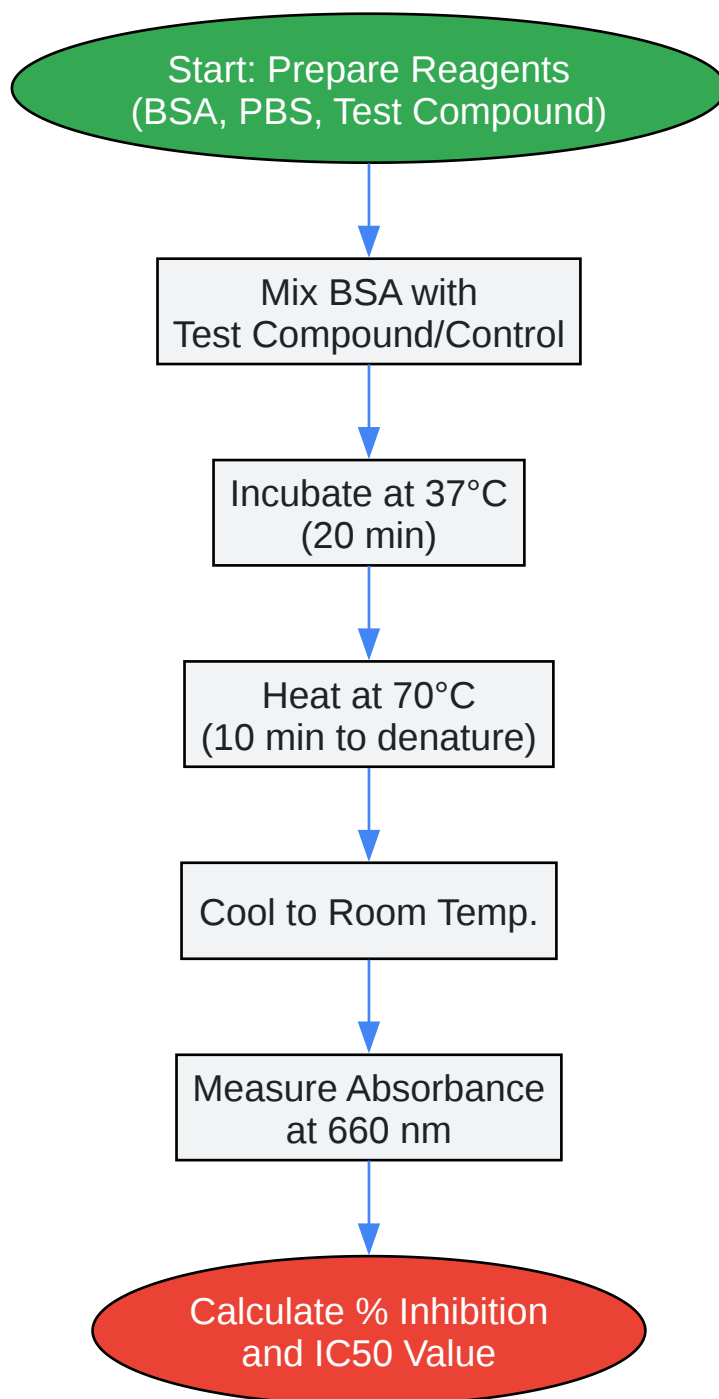 Start: Prepare Reagents
(BSA, PBS, Test Compound)
Mix BSA with
Test Compound/Control
Incubate at 37°C
(20 min)
Heat at 70°C
(10 min to denature)
Cool to Room Temp.
Measure Absorbance
at 660 nm
Calculate % Inhibition
and IC50 Value